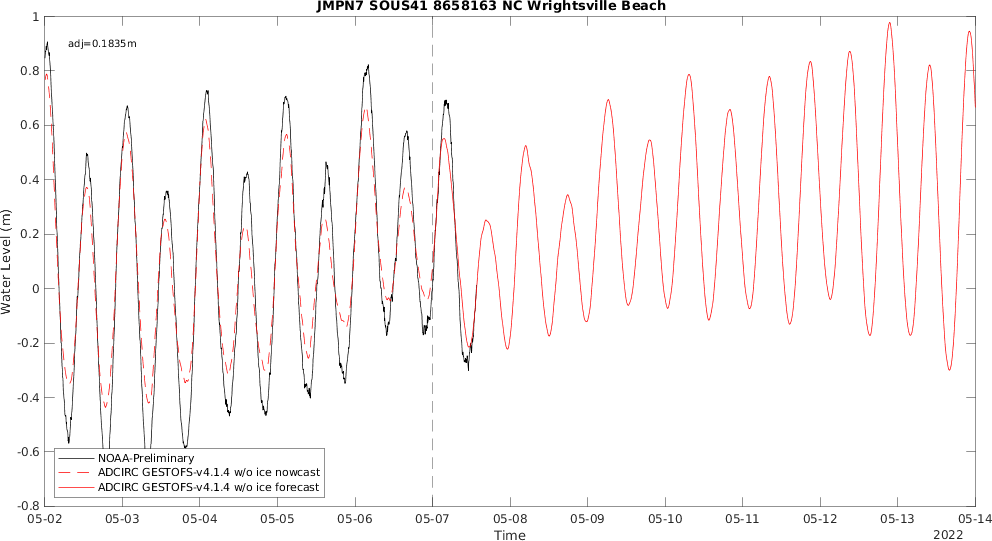 JMPN7 SOUS41 8658163 NC Wrightsville Beach
adj=0.1835m
1
0.8
0.6
0.4
0.2
0
-0.2
-0.4
-0.6
-0.8
Water Level (m)
NOAA-Preliminary
ADCIRC GESTOFS-v4.1.4 w/o ice nowcast
ADCIRC GESTOFS-v4.1.4 w/o ice forecast
05-02 05-03 05-04 05-05 05-06 05-07 05-08 05-09 05-10 05-11 05-12 05-13 05-14
Time
2022